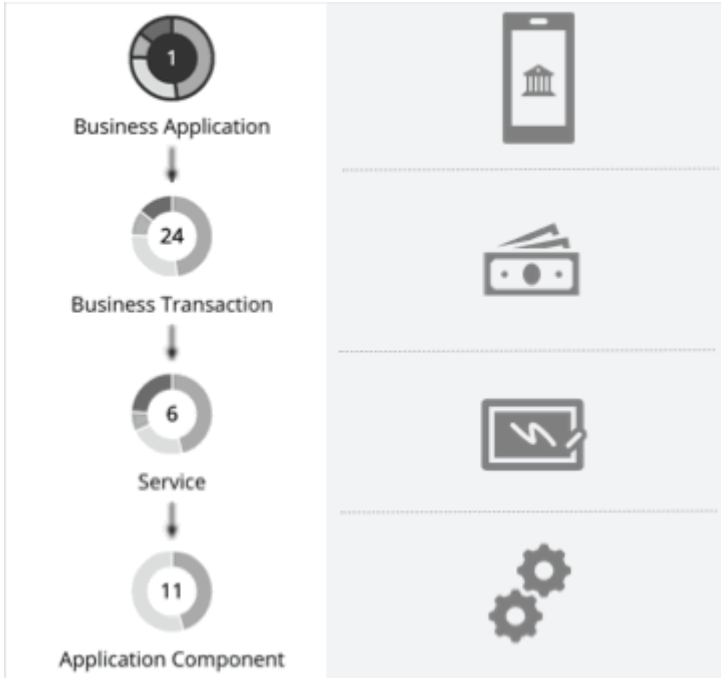 1
Business Application
24
Business Transaction
6
Service
11
Application Component